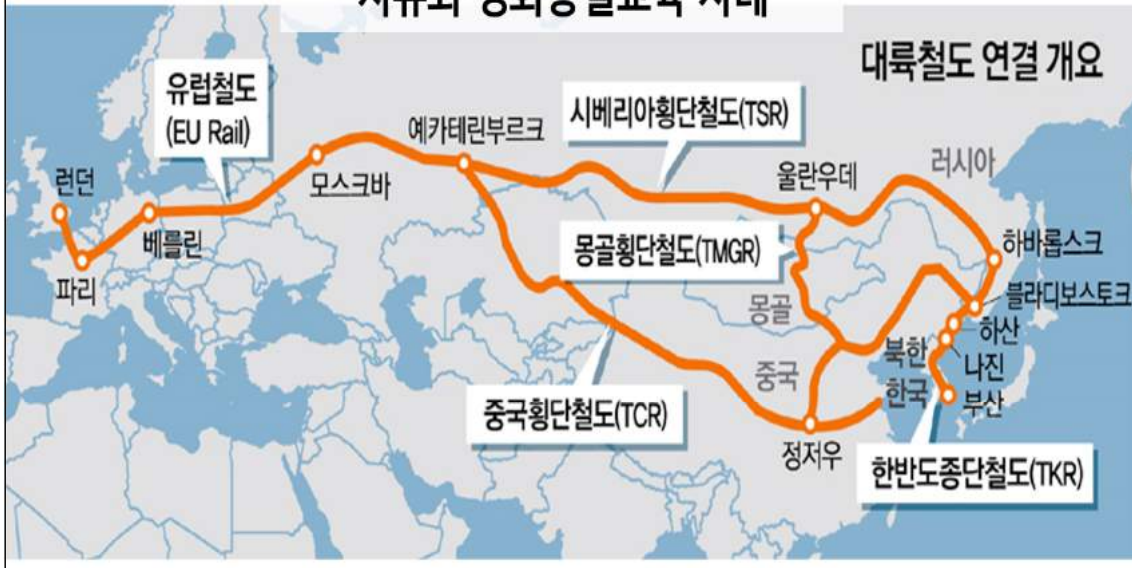 대륙철도 연결 개요
유럽철도
(EU Rail)
예카테린부르크
시베리아횡단철도(TSR)
런던
모스크바
울란우데
러시아
베를린
파리
몽골횡단철도(TMGR)
하바롭스크
블라디보스토크
몽골
하산
북한
나진
중국
한국
부산
중국횡단철도(TCR)
정저우
한반도종단철도(TKR)